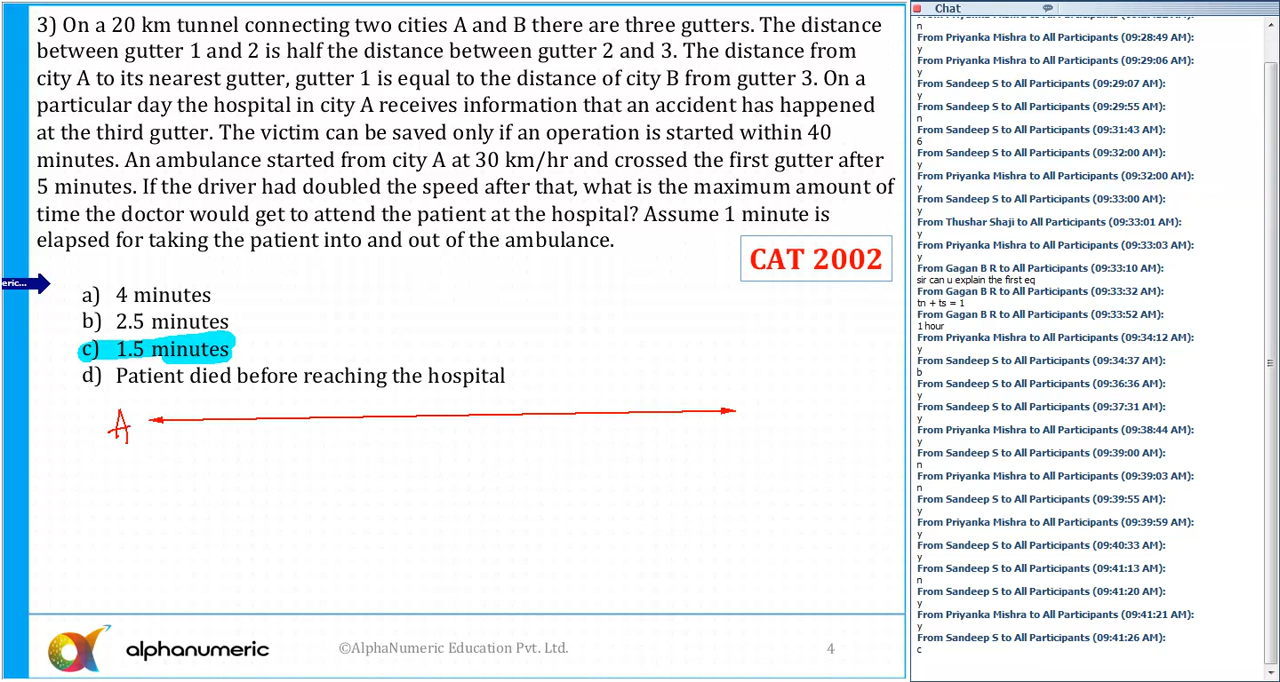 3) On a 20 km tunnel connecting two cities A and B there are three gutters. The distance
between gutter 1 and 2 is half the distance between gutter 2 and 3. The distance from
city A to its nearest gutter, gutter 1 is equal to the distance of city B from gutter 3. On a
particular day the hospital in city A receives information that an accident has happened
at the third gutter. The victim can be saved only if an operation is started within 40
minutes. An ambulance started from city A at 30 km/hr and crossed the first gutter after
5 minutes. If the driver had doubled the speed after that, what is the maximum amount of
time the doctor would get to attend the patient at the hospital? Assume 1 minute is
elapsed for taking the patient into and out of the ambulance.
CAT 2002
eric...
a) 4 minutes
b) 2.5 minutes
c) 1.5 minutes
d) Patient died before reaching the hospital
A
alphanumeric
©AlphaNumeric Education Pvt. Ltd.
4
Chat
n
From Priyanka Mishra to All Participants (09:28:49 AM):
y
From Priyanka Mishra to All Participants (09:29:06 AM):
y
From Sandeep S to All Participants (09:29:07 AM):
y
From Sandeep S to All Participants (09:29:55 AM):
n
From Sandeep S to All Participants (09:31:43 AM):
6
From Sandeep S to All Participants (09:32:00 AM):
y
From Priyanka Mishra to All Participants (09:32:00 AM):
y
From Sandeep S to All Participants (09:33:00 AM):
y
From Thushar Shaji to All Participants (09:33:01 AM):
y
From Priyanka Mishra to All Participants (09:33:03 AM):
y
From Gagan B R to All Participants (09:33:10 AM):
sir can u explain the first eq
From Gagan B R to All Participants (09:33:32 AM):
tn + ts = 1
From Gagan B R to All Participants (09:33:52 AM):
1 hour
From Priyanka Mishra to All Participants (09:34:12 AM):
y
From Sandeep S to All Participants (09:34:37 AM):
b
From Sandeep S to All Participants (09:36:36 AM):
y
From Sandeep S to All Participants (09:37:31 AM):
y
From Priyanka Mishra to All Participants (09:38:44 AM):
y
From Sandeep S to All Participants (09:39:00 AM):
n
From Priyanka Mishra to All Participants (09:39:03 AM):
n
From Sandeep S to All Participants (09:39:55 AM):
y
From Priyanka Mishra to All Participants (09:39:59 AM):
y
From Sandeep S to All Participants (09:40:33 AM):
y
From Sandeep S to All Participants (09:41:13 AM):
n
From Sandeep S to All Participants (09:41:20 AM):
y
From Priyanka Mishra to All Participants (09:41:21 AM):
y
From Sandeep S to All Participants (09:41:26 AM):
c